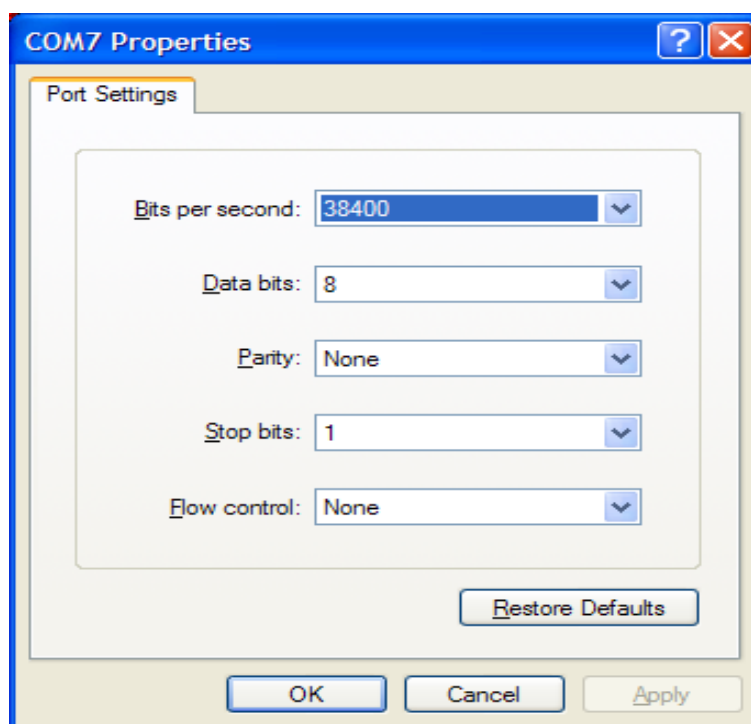 COM7 Properties
?
Port Settings
Bits per second: 38400
Data bits: 8
Parity: None
Stop bits: 1
Flow control: None
Restore Defaults
OK Cancel Apply